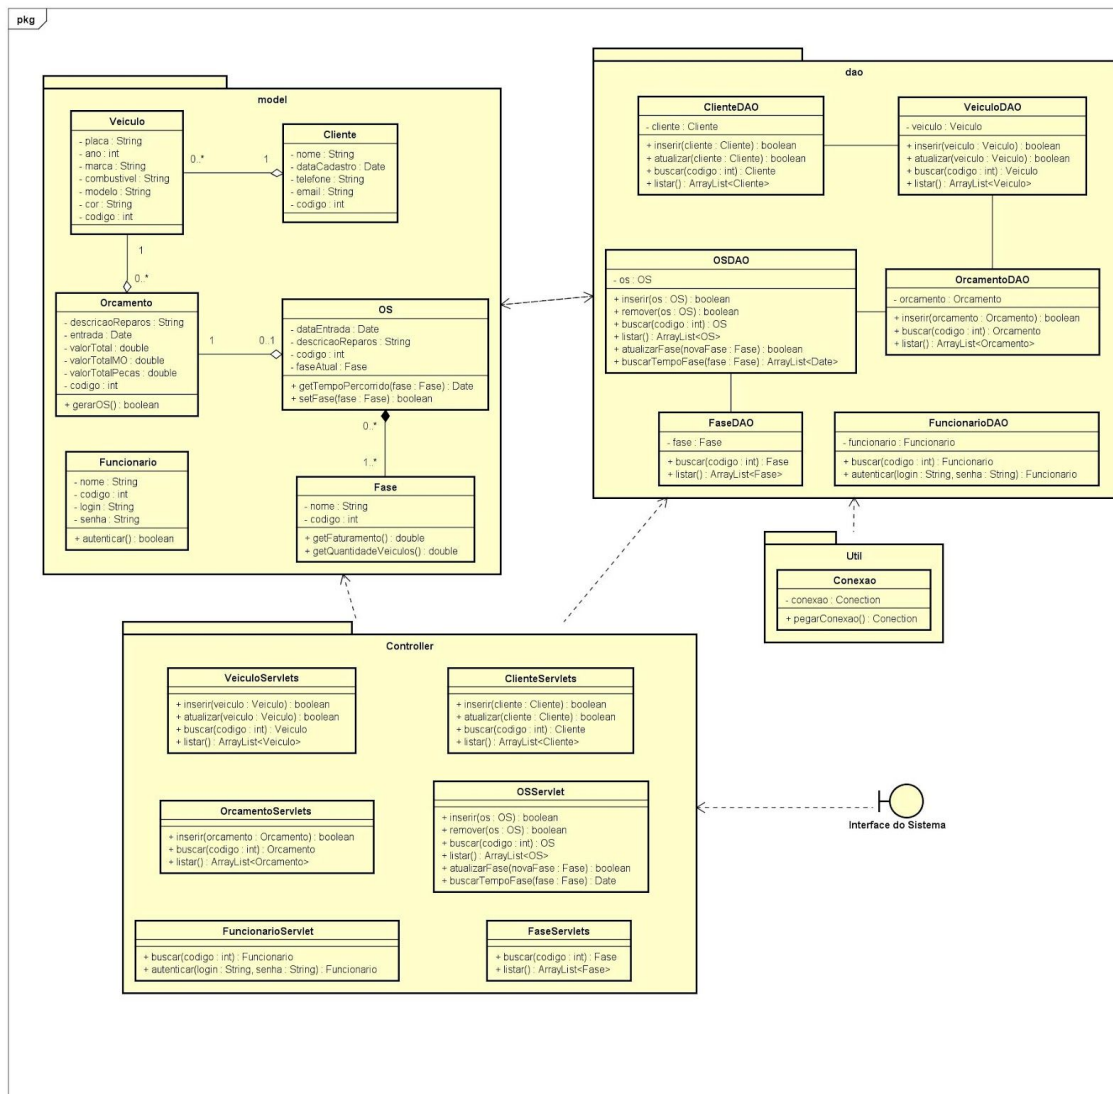 pkg
model
Veiculo
- placa : String
- ano : int
- marca : String
- combustivel : String
- modelo : String
- cor : String
- codigo : int
0..*
1
Cliente
- nome : String
- dataCadastro : Date
- telefone : String
- email : String
- codigo : int
1
0..*
Orcamento
- descricaoReparos : String
- entrada : Date
- valorTotal : double
- valorTotalMO : double
- valorTotalPecas : double
- codigo : int
+ gerarOS() : boolean
1
0..1
OS
- dataEntrada : Date
- descricaoReparos : String
- codigo : int
- faseAtual : Fase
+ getTempoPercorrido(fase : Fase) : Date
+ setFase(fase : Fase) : boolean
0..*
1..*
Funcionario
- nome : String
- codigo : int
- login : String
- senha : String
+ autenticar() : boolean
Fase
- nome : String
- codigo : int
+ getFaturamento() : double
+ getQuantidadeVeiculos() : double
dao
ClienteDAO
- cliente : Cliente
+ inserir(cliente : Cliente) : boolean
+ atualizar(cliente : Cliente) : boolean
+ buscar(codigo : int) : Cliente
+ listar() : ArrayList<Cliente>
VeiculoDAO
- veiculo : Veiculo
+ inserir(veiculo : Veiculo) : boolean
+ atualizar(veiculo : Veiculo) : boolean
+ buscar(codigo : int) : Veiculo
+ listar() : ArrayList<Veiculo>
OSDAO
- os : OS
+ inserir(os : OS) : boolean
+ remover(os : OS) : boolean
+ buscar(codigo : int) : OS
+ listar() : ArrayList<OS>
+ atualizarFase(novaFase : Fase) : boolean
+ buscarTempoFase(fase : Fase) : ArrayList<Date>
OrcamentoDAO
- orcamento : Orcamento
+ inserir(orcamento : Orcamento) : boolean
+ buscar(codigo : int) : Orcamento
+ listar() : ArrayList<Orcamento>
FaseDAO
- fase : Fase
+ buscar(codigo : int) : Fase
+ listar() : ArrayList<Fase>
FuncionarioDAO
- funcionario : Funcionario
+ buscar(codigo : int) : Funcionario
+ autenticar(login : String, senha : String) : Funcionario
Util
Conexao
- conexao : Conection
+ pegarConexao() : Conection
Controller
VeiculoServlets
+ inserir(veiculo : Veiculo) : boolean
+ atualizar(veiculo : Veiculo) : boolean
+ buscar(codigo : int) : Veiculo
+ listar() : ArrayList<Veiculo>
ClienteServlets
+ inserir(cliente : Cliente) : boolean
+ atualizar(cliente : Cliente) : boolean
+ buscar(codigo : int) : Cliente
+ listar() : ArrayList<Cliente>
OrcamentoServlets
+ inserir(orcamento : Orcamento) : boolean
+ buscar(codigo : int) : Orcamento
+ listar() : ArrayList<Orcamento>
OSServlet
+ inserir(os : OS) : boolean
+ remover(os : OS) : boolean
+ buscar(codigo : int) : OS
+ listar() : ArrayList<OS>
+ atualizarFase(novaFase : Fase) : boolean
+ buscarTempoFase(fase : Fase) : Date
Interface do Sistema
FuncionarioServlet
+ buscar(codigo : int) : Funcionario
+ autenticar(login : String, senha : String) : Funcionario
FaseServlets
+ buscar(codigo : int) : Fase
+ listar() : ArrayList<Fase>